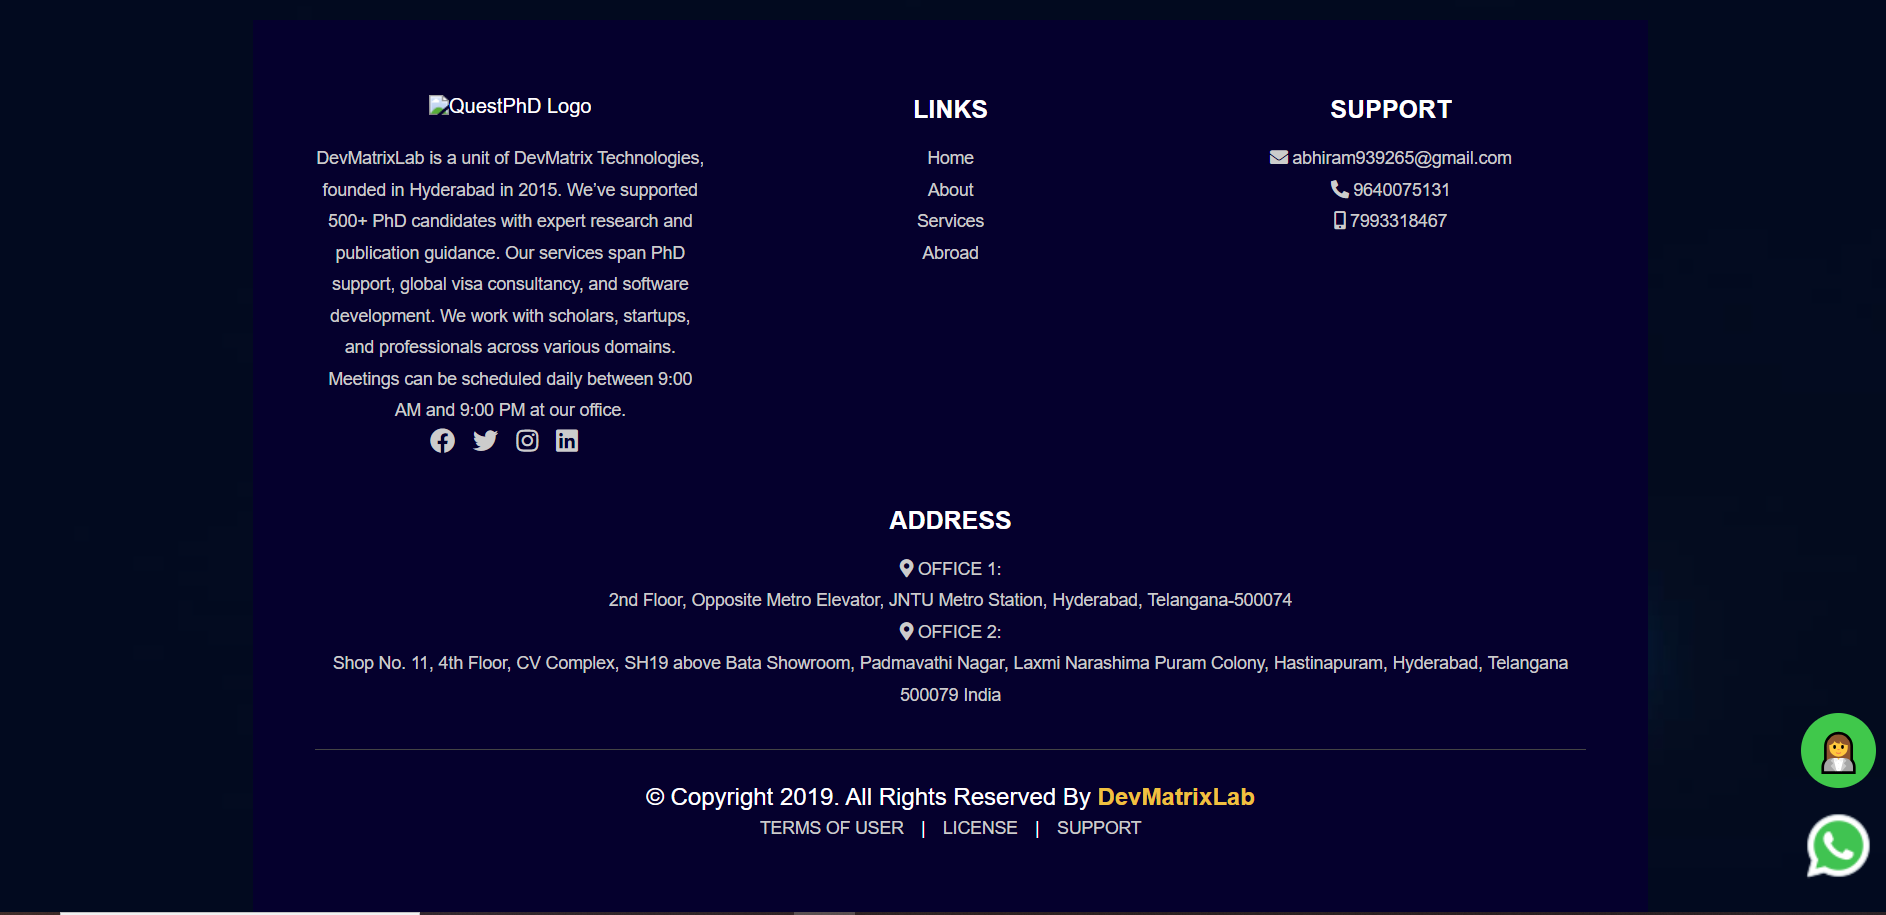 QuestPhD Logo
DevMatrixLab is a unit of DevMatrix Technologies,
founded in Hyderabad in 2015. We’ve supported
500+ PhD candidates with expert research and
publication guidance. Our services span PhD
support, global visa consultancy, and software
development. We work with scholars, startups,
and professionals across various domains.
Meetings can be scheduled daily between 9:00
AM and 9:00 PM at our office.
LINKS
Home
About
Services
Abroad
SUPPORT
abhiram939265@gmail.com
9640075131
7993318467
ADDRESS
OFFICE 1:
2nd Floor, Opposite Metro Elevator, JNTU Metro Station, Hyderabad, Telangana-500074
OFFICE 2:
Shop No. 11, 4th Floor, CV Complex, SH19 above Bata Showroom, Padmavathi Nagar, Laxmi Narashima Puram Colony, Hastinapuram, Hyderabad, Telangana
500079 India
© Copyright 2019. All Rights Reserved By DevMatrixLab
TERMS OF USER | LICENSE | SUPPORT